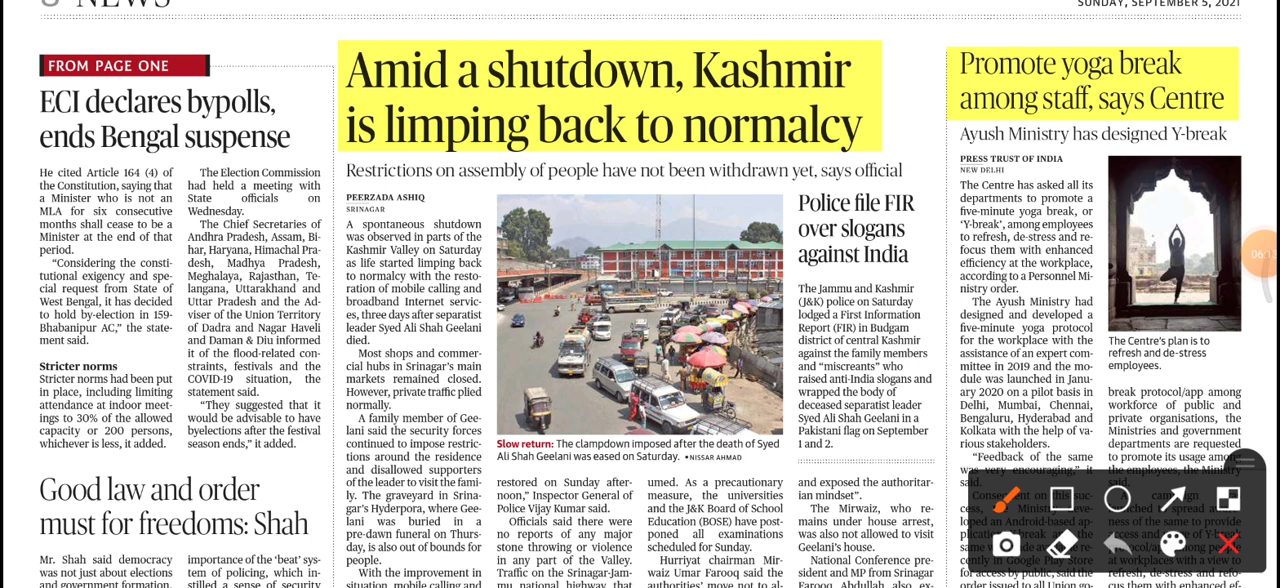 NEWS
SUNDAY, SEPTEMBER 5, 2021
FROM PAGE ONE
ECI declares bypolls,
ends Bengal suspense
He cited Article 164 (4) of
the Constitution, saying that
a Minister who is not an
MLA for six consecutive
months shall cease to be a
Minister at the end of that
period.
“Considering the consti-
tutional exigency and spe-
cial request from State of
West Bengal, it has decided
to hold by-election in 159-
Bhabanipur AC,” the state-
ment said.
Stricter norms
Stricter norms had been put
in place, including limiting
attendance at indoor meet-
ings to 30% of the allowed
capacity or 200 persons,
whichever is less, it added.
The Election Commission
had held a meeting with
State officials on
Wednesday.
The Chief Secretaries of
Andhra Pradesh, Assam, Bi-
har, Haryana, Himachal Pra-
desh, Madhya Pradesh,
Meghalaya, Rajasthan, Te-
langana, Uttarakhand and
Uttar Pradesh and the Ad-
viser of the Union Territory
of Dadra and Nagar Haveli
and Daman & Diu informed
it of the flood-related con-
straints, festivals and the
COVID-19 situation, the
statement said.
“They suggested that it
would be advisable to have
byelections after the festival
season ends,” it added.
Good law and order
must for freedoms: Shah
Mr. Shah said democracy
was not just about elections
and government formation.
importance of the ‘beat’ sys-
tem of policing, which in-
stilled a sense of security
Amid a shutdown, Kashmir
is limping back to normalcy
Restrictions on assembly of people have not been withdrawn yet, says official
PEERZADA ASHIQ
SRINAGAR
A spontaneous shutdown
was observed in parts of the
Kashmir Valley on Saturday
as life started limping back
to normalcy with the resto-
ration of mobile calling and
broadband Internet servic-
es, three days after separatist
leader Syed Ali Shah Geelani
died.
Most shops and commer-
cial hubs in Srinagar’s main
markets remained closed.
However, private traffic plied
normally.
A family member of Gee-
lani said the security forces
continued to impose restric-
tions around the residence
and disallowed supporters
of the leader to visit the fami-
ly. The graveyard in Srina-
gar’s Hyderpora, where Gee-
lani was buried in a
pre-dawn funeral on Thurs-
day, is also out of bounds for
people.
With the improvement in
situation, mobile calling and
Slow return: The clampdown imposed after the death of Syed
Ali Shah Geelani was eased on Saturday. •NISSAR AHMAD
restored on Sunday after-
noon,” Inspector General of
Police Vijay Kumar said.
Officials said there were
no reports of any major
stone throwing or violence
in any part of the Valley.
Traffic on the Srinagar-Jam-
mu national highway that
umed. As a precautionary
measure, the universities
and the J&K Board of School
Education (BOSE) have post-
poned all examinations
scheduled for Sunday.
Hurriyat chairman Mir-
waiz Umar Farooq said the
authorities’ move not to al-
Police file FIR
over slogans
against India
The Jammu and Kashmir
(J&K) police on Saturday
lodged a First Information
Report (FIR) in Budgam
district of central Kashmir
against the family members
and “miscreants” who
raised anti-India slogans and
wrapped the body of
deceased separatist leader
Syed Ali Shah Geelani in a
Pakistani flag on September
1 and 2.
and exposed the authoritar-
ian mindset”.
The Mirwaiz, who re-
mains under house arrest,
was also not allowed to visit
Geelani’s house.
National Conference pre-
sident and MP from Srinagar
Farooq Abdullah also ex-
Promote yoga break
among staff, says Centre
Ayush Ministry has designed Y-break
PRESS TRUST OF INDIA
NEW DELHI
The Centre has asked all its
departments to promote a
five-minute yoga break, or
‘Y-break’, among employees
to refresh, de-stress and re-
focus them with enhanced
efficiency at the workplace,
according to a Personnel Mi-
nistry order.
The Ayush Ministry had
designed and developed a
five-minute yoga protocol
for the workplace with the
assistance of an expert com-
mittee in 2019 and the mo-
dule was launched in Janu-
ary 2020 on a pilot basis in
Delhi, Mumbai, Chennai,
Bengaluru, Hyderabad and
Kolkata with the help of va-
rious stakeholders.
“Feedback of the same
was very encouraging,” it
said.
The Centre’s plan is to
refresh and de-stress
employees.
break protocol/app among
workforce of public and
private organisations, the
Ministries and government
departments are requested
to promote its usage among
the employees, the Ministry
said.